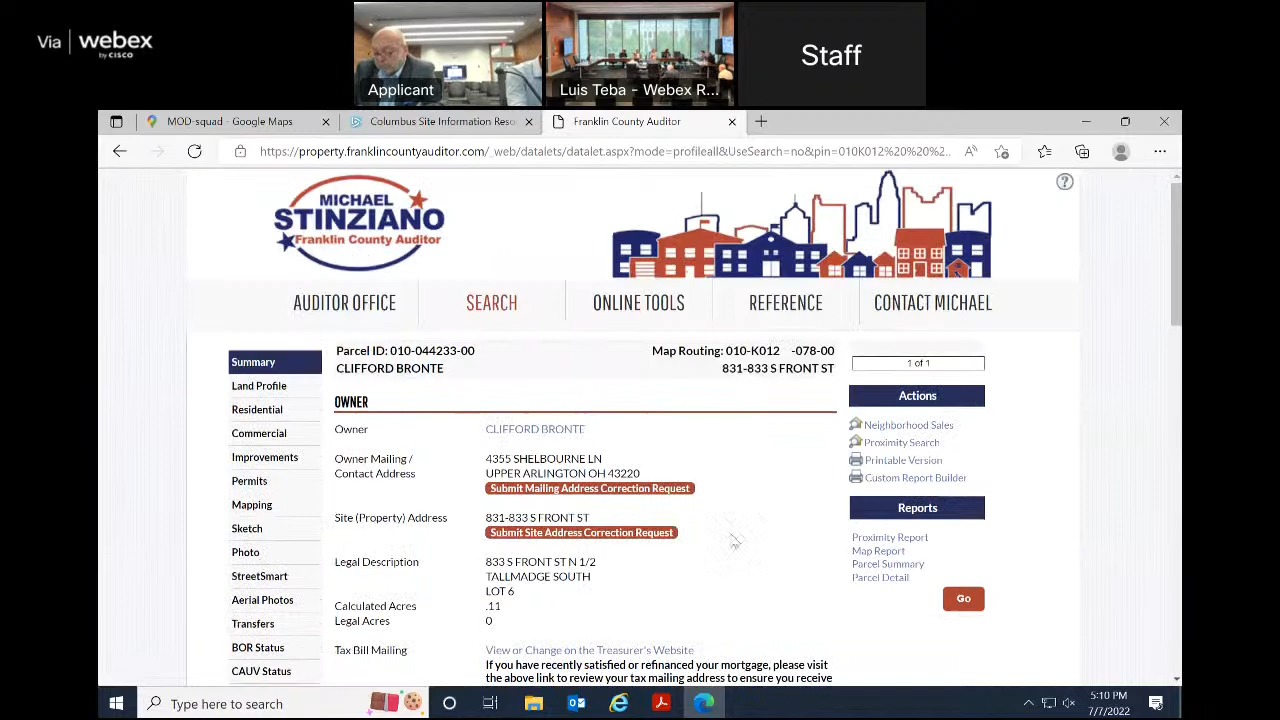 Via | webex
by CISCO
Applicant
Luis Teba - Webex R...
Staff
MOD-squad - Google Maps
Columbus Site Information Reso
Franklin County Auditor
https://property.franklincountyauditor.com/_web/datalets/datalet.aspx?mode=profileall&UseSearch=no&pin=010K012%20%20%2...
MICHAEL
STINZIANO
Franklin County Auditor
AUDITOR OFFICE
SEARCH
ONLINE TOOLS
REFERENCE
CONTACT MICHAEL
Summary
Land Profile
Residential
Commercial
Improvements
Permits
Mapping
Sketch
Photo
StreetSmart
Aerial Photos
Transfers
BOR Status
CAUV Status
Parcel ID: 010-044233-00 Map Routing: 010-K012 -078-00
CLIFFORD BRONTE 831-833 S FRONT ST
OWNER
Owner CLIFFORD BRONTE
Owner Mailing / 4355 SHELBOURNE LN
Contact Address UPPER ARLINGTON OH 43220
Submit Mailing Address Correction Request
Site (Property) Address 831-833 S FRONT ST
Submit Site Address Correction Request
Legal Description 833 S FRONT ST N 1/2
TALLMADGE SOUTH
LOT 6
Calculated Acres .11
Legal Acres 0
Tax Bill Mailing View or Change on the Treasurer's Website
If you have recently satisfied or refinanced your mortgage, please visit
the above link to review your tax mailing address to ensure you receive
1 of 1
Actions
Neighborhood Sales
Proximity Search
Printable Version
Custom Report Builder
Reports
Proximity Report
Map Report
Parcel Summary
Parcel Detail
Go
Type here to search
5:10 PM
7/7/2022